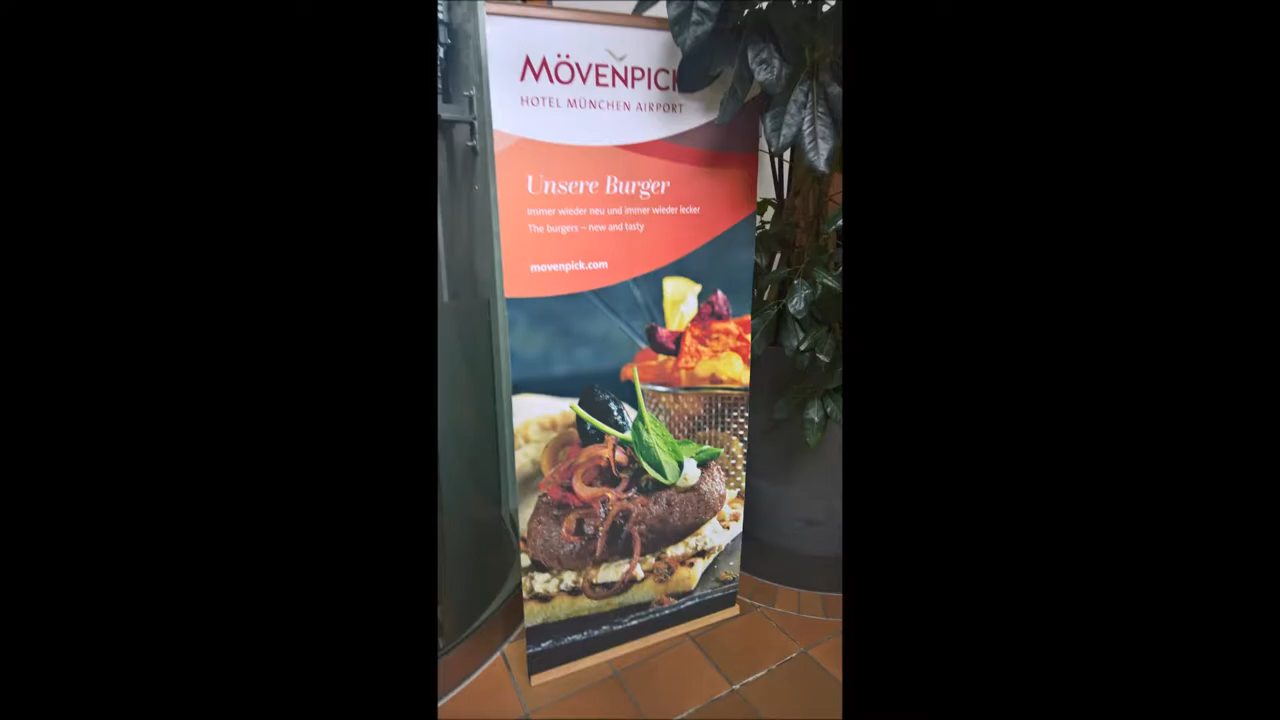 MÖVENPICK
HOTEL MÜNCHEN AIRPORT
Unsere Burger
Immer wieder neu und immer wieder lecker
The burgers – new and tasty
movenpick.com